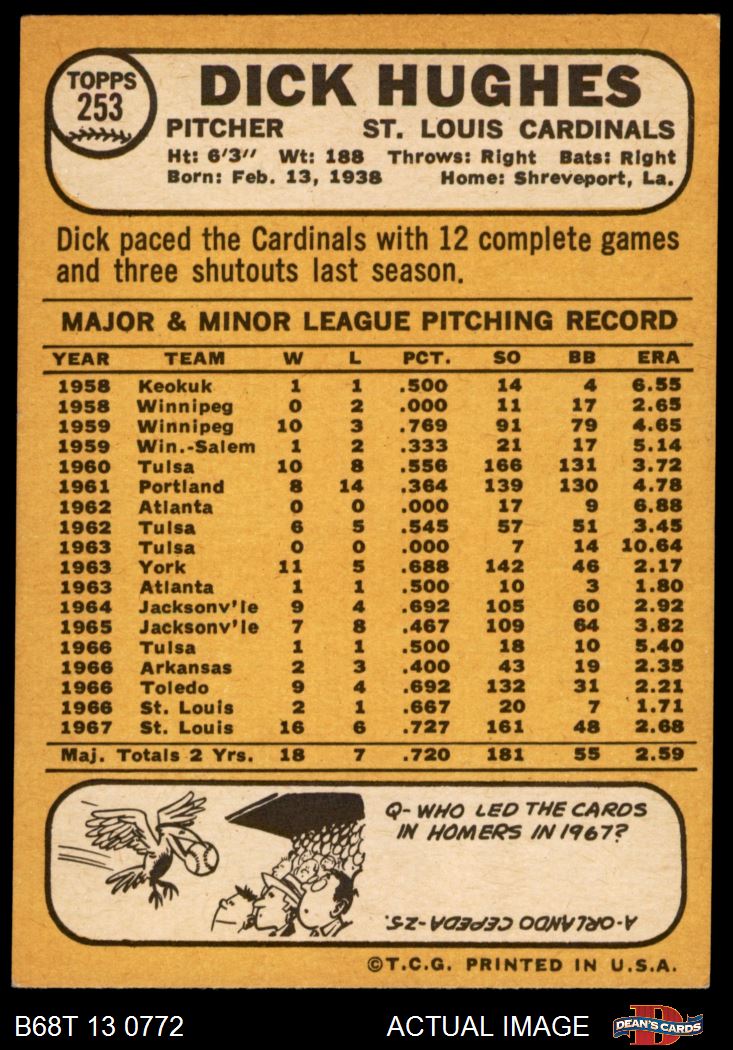 TOPPS
253
DICK HUGHES
PITCHER ST. LOUIS CARDINALS
Ht: 6'3" Wt: 188 Throws: Right Bats: Right
Born: Feb. 13, 1938 Home: Shreveport, La.
Dick paced the Cardinals with 12 complete games
and three shutouts last season.
MAJOR & MINOR LEAGUE PITCHING RECORD
YEAR TEAM W L PCT. SO BB ERA
1958 Keokuk 1 1 .500 14 4 6.55
1958 Winnipeg 0 2 .000 11 17 2.65
1959 Winnipeg 10 3 .769 91 79 4.65
1959 Win.-Salem 1 2 .333 21 17 5.14
1960 Tulsa 10 8 .556 166 131 3.72
1961 Portland 8 14 .364 139 130 4.78
1962 Atlanta 0 0 .000 17 9 6.88
1962 Tulsa 6 5 .545 57 51 3.45
1963 Tulsa 0 0 .000 7 14 10.64
1963 York 11 5 .688 142 46 2.17
1963 Atlanta 1 1 .500 10 3 1.80
1964 Jacksonv'le 9 4 .692 105 60 2.92
1965 Jacksonv'le 7 8 .467 109 64 3.82
1966 Tulsa 1 1 .500 18 10 5.40
1966 Arkansas 2 3 .400 43 19 2.35
1966 Toledo 9 4 .692 132 31 2.21
1966 St. Louis 2 1 .667 20 7 1.71
1967 St. Louis 16 6 .727 161 48 2.68
Maj. Totals 2 Yrs. 18 7 .720 181 55 2.59
Q- WHO LED THE CARDS
IN HOMERS IN 1967?
A-ORLANDO CEPEDA-25.
©T.C.G. PRINTED IN U.S.A.
B68T 13 0772 ACTUAL IMAGE DEAN'S CARDS